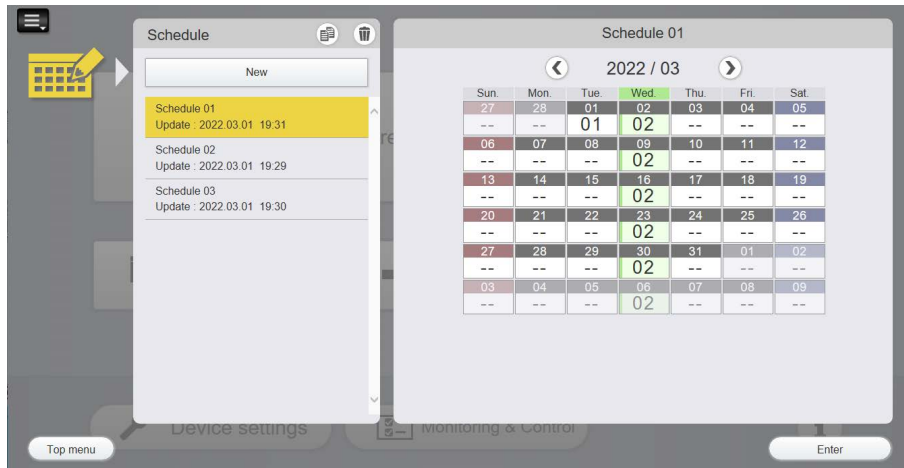 Schedule
New
Schedule 01
Update : 2022.03.01 19:31
Schedule 02
Update : 2022.03.01 19:29
Schedule 03
Update : 2022.03.01 19:30
Schedule 01
2022 / 03
Sun. Mon. Tue. Wed. Thu. Fri. Sat.
27 28 01 02 03 04 05
-- -- 01 02 -- -- --
06 07 08 09 10 11 12
-- -- -- 02 -- -- --
13 14 15 16 17 18 19
-- -- -- 02 -- -- --
20 21 22 23 24 25 26
-- -- -- 02 -- -- --
27 28 29 30 31 01 02
-- -- -- 02 -- -- --
03 04 05 06 07 08 09
-- -- -- 02 -- -- --
Device settings
Monitoring & Control
Top menu
Enter